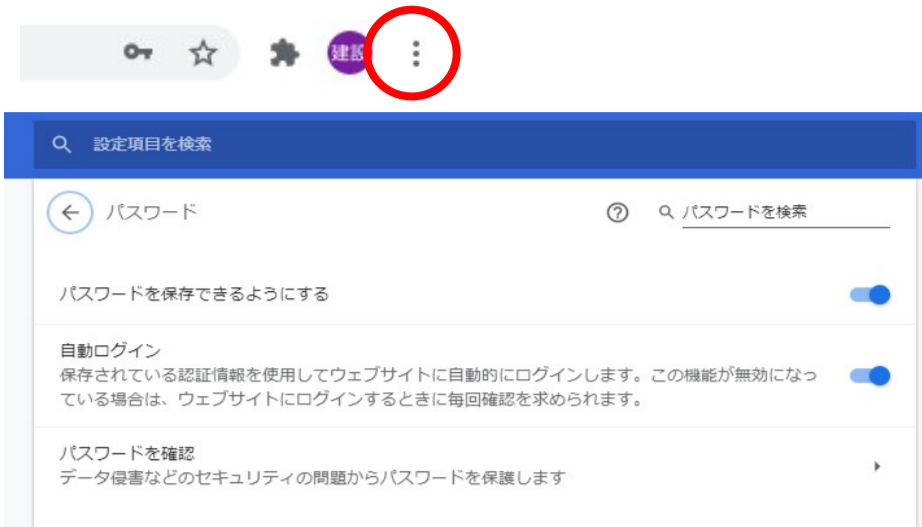 建設
設定項目を検索
パスワード
パスワードを検索
パスワードを保存できるようにする
自動ログイン
保存されている認証情報を使用してウェブサイトに自動的にログインします。この機能が無効になっ
ている場合は、ウェブサイトにログインするときに毎回確認を求められます。
パスワードを確認
データ侵害などのセキュリティの問題からパスワードを保護します